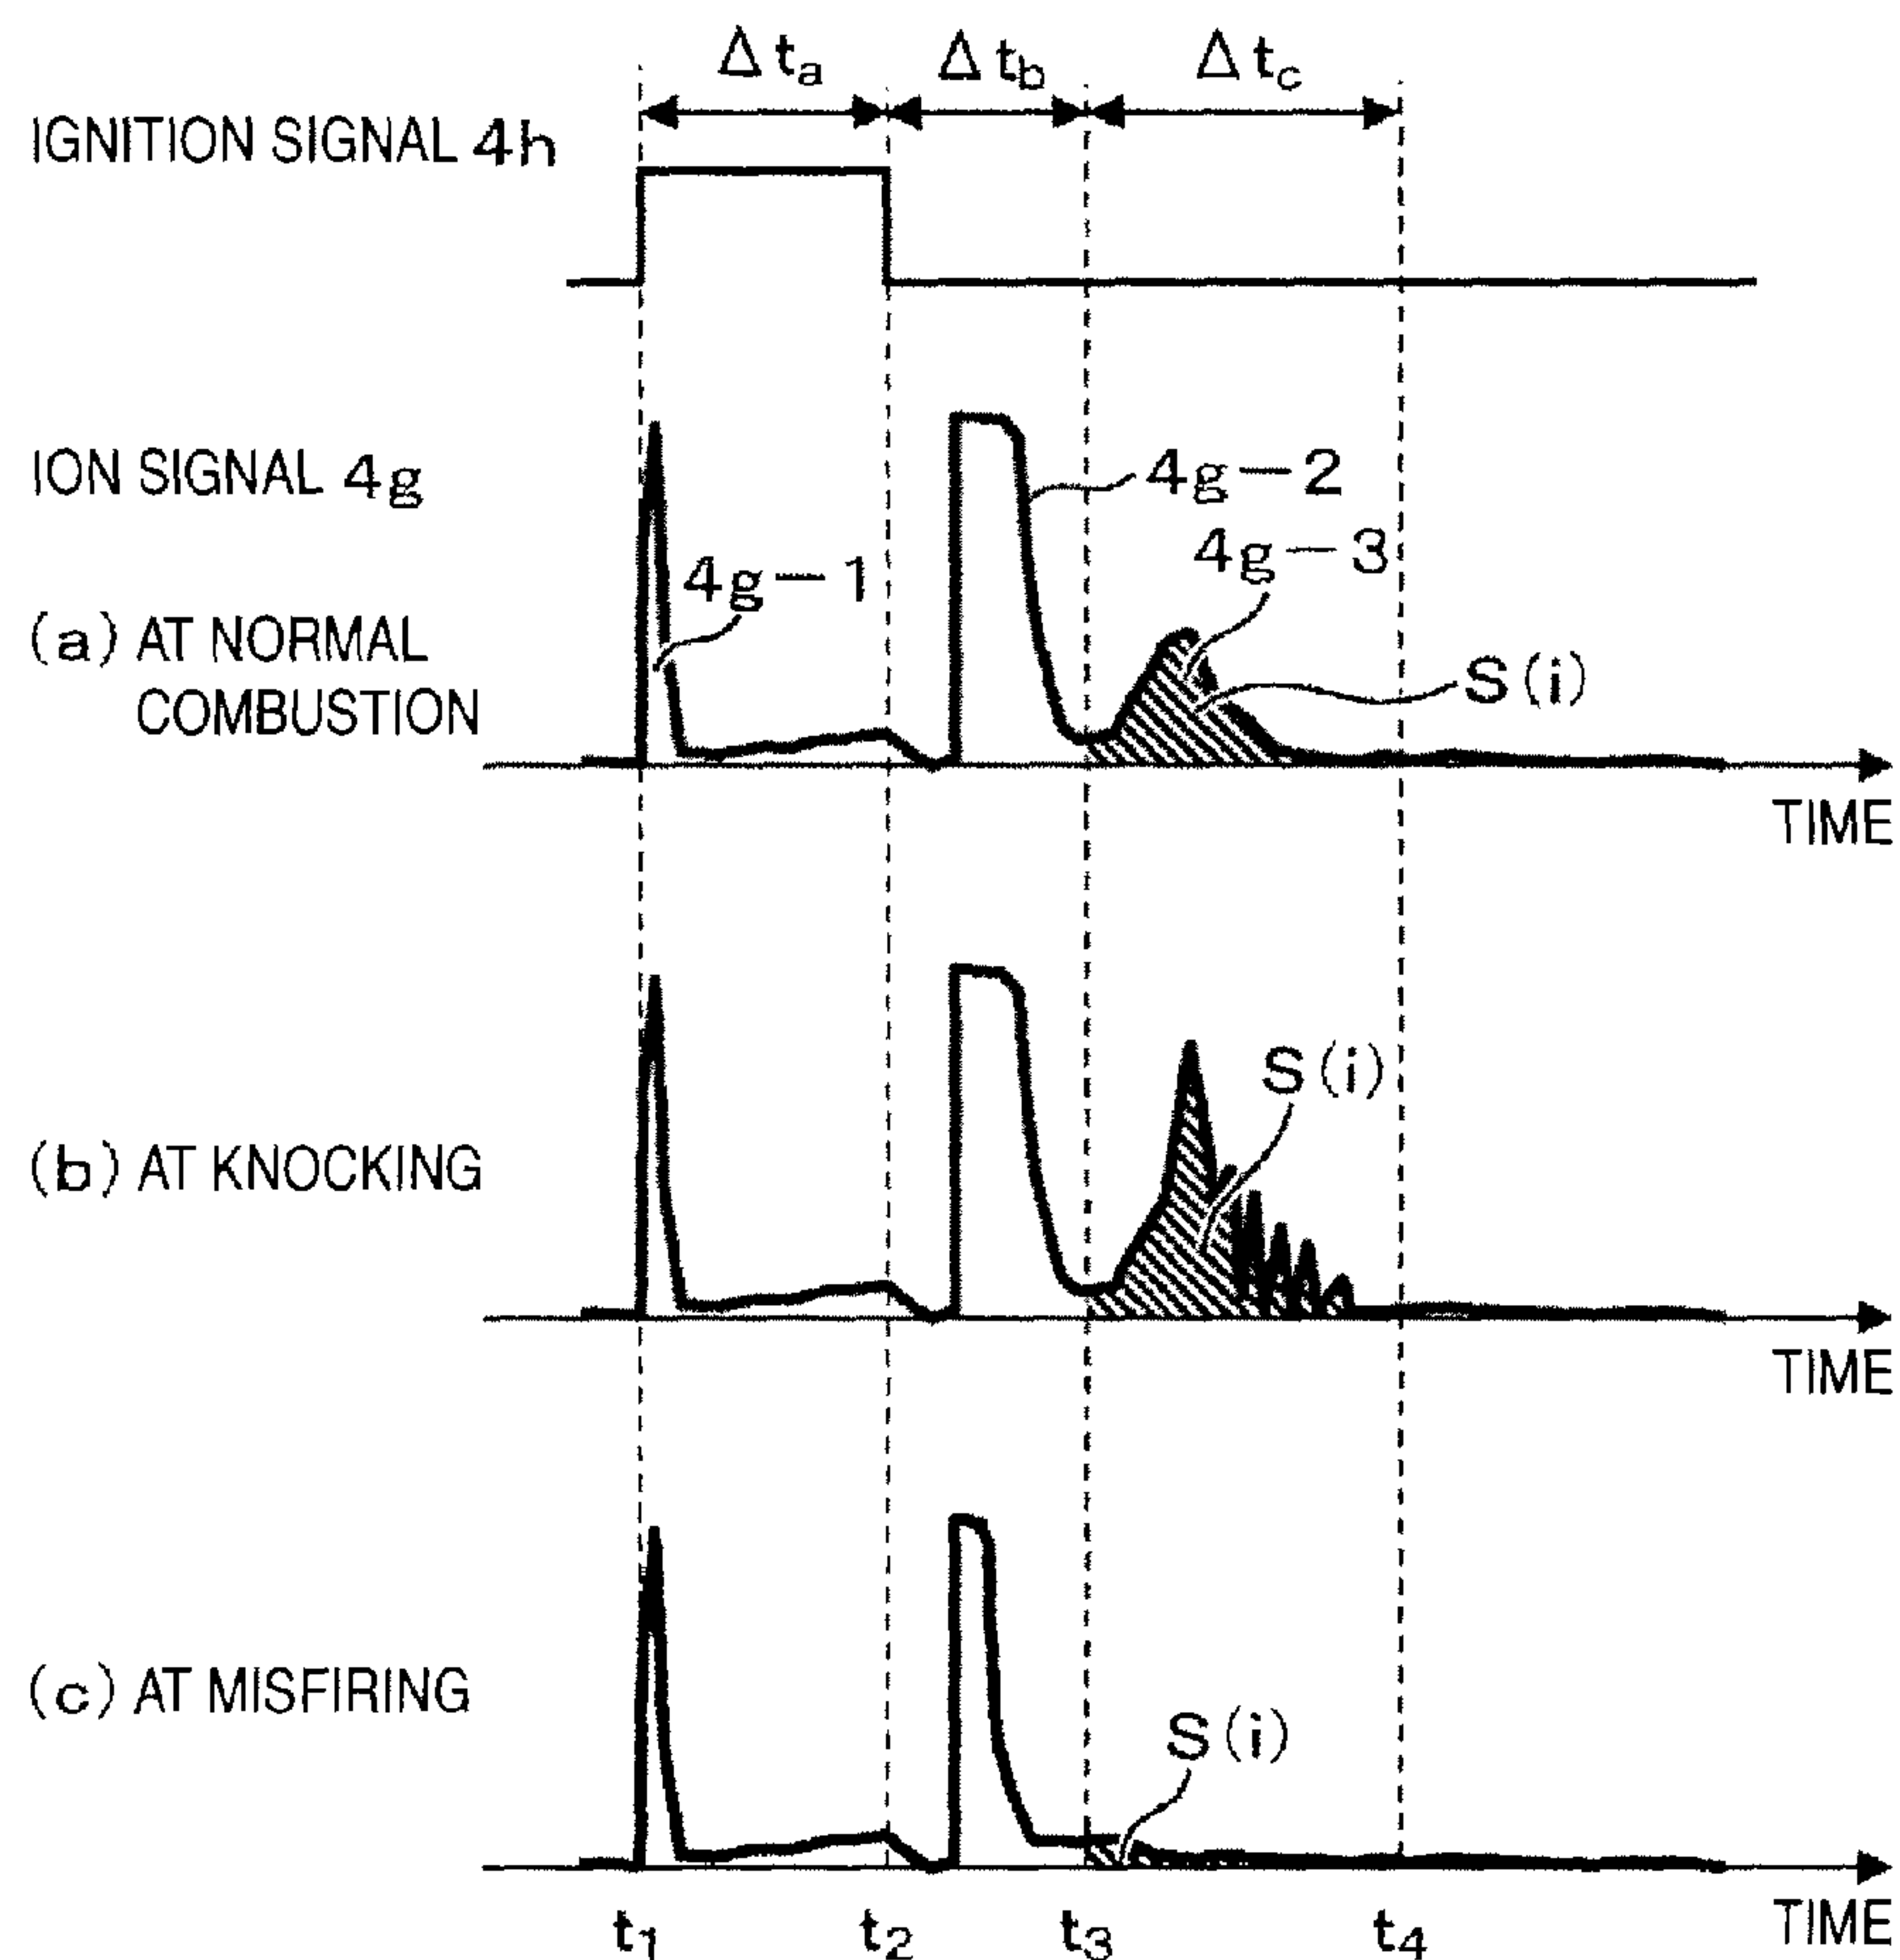 Δta Δtb Δtc
IGNITION SIGNAL 4h
ION SIGNAL 4g
4g-2
4g-3
4g-1
(a) AT NORMAL
COMBUSTION
S(i)
TIME
S(i)
(b) AT KNOCKING
TIME
(c) AT MISFIRING
S(i)
TIME
t1 t2 t3 t4